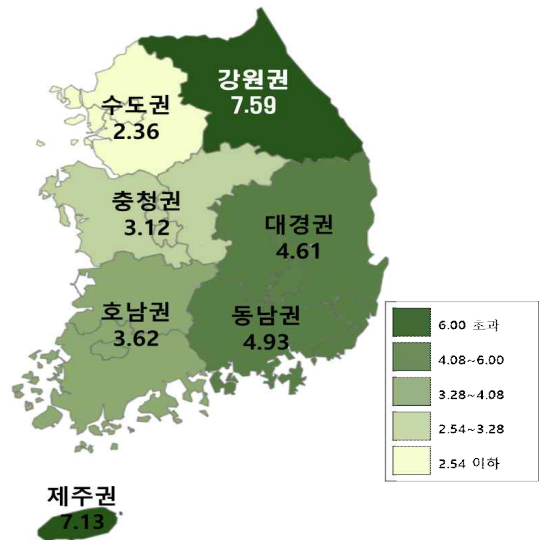 강원권
7.59
수도권
2.36
충청권
3.12
대경권
4.61
호남권
3.62
동남권
4.93
제주권
7.13
6.00 초과
4.08~6.00
3.28~4.08
2.54~3.28
2.54 이하